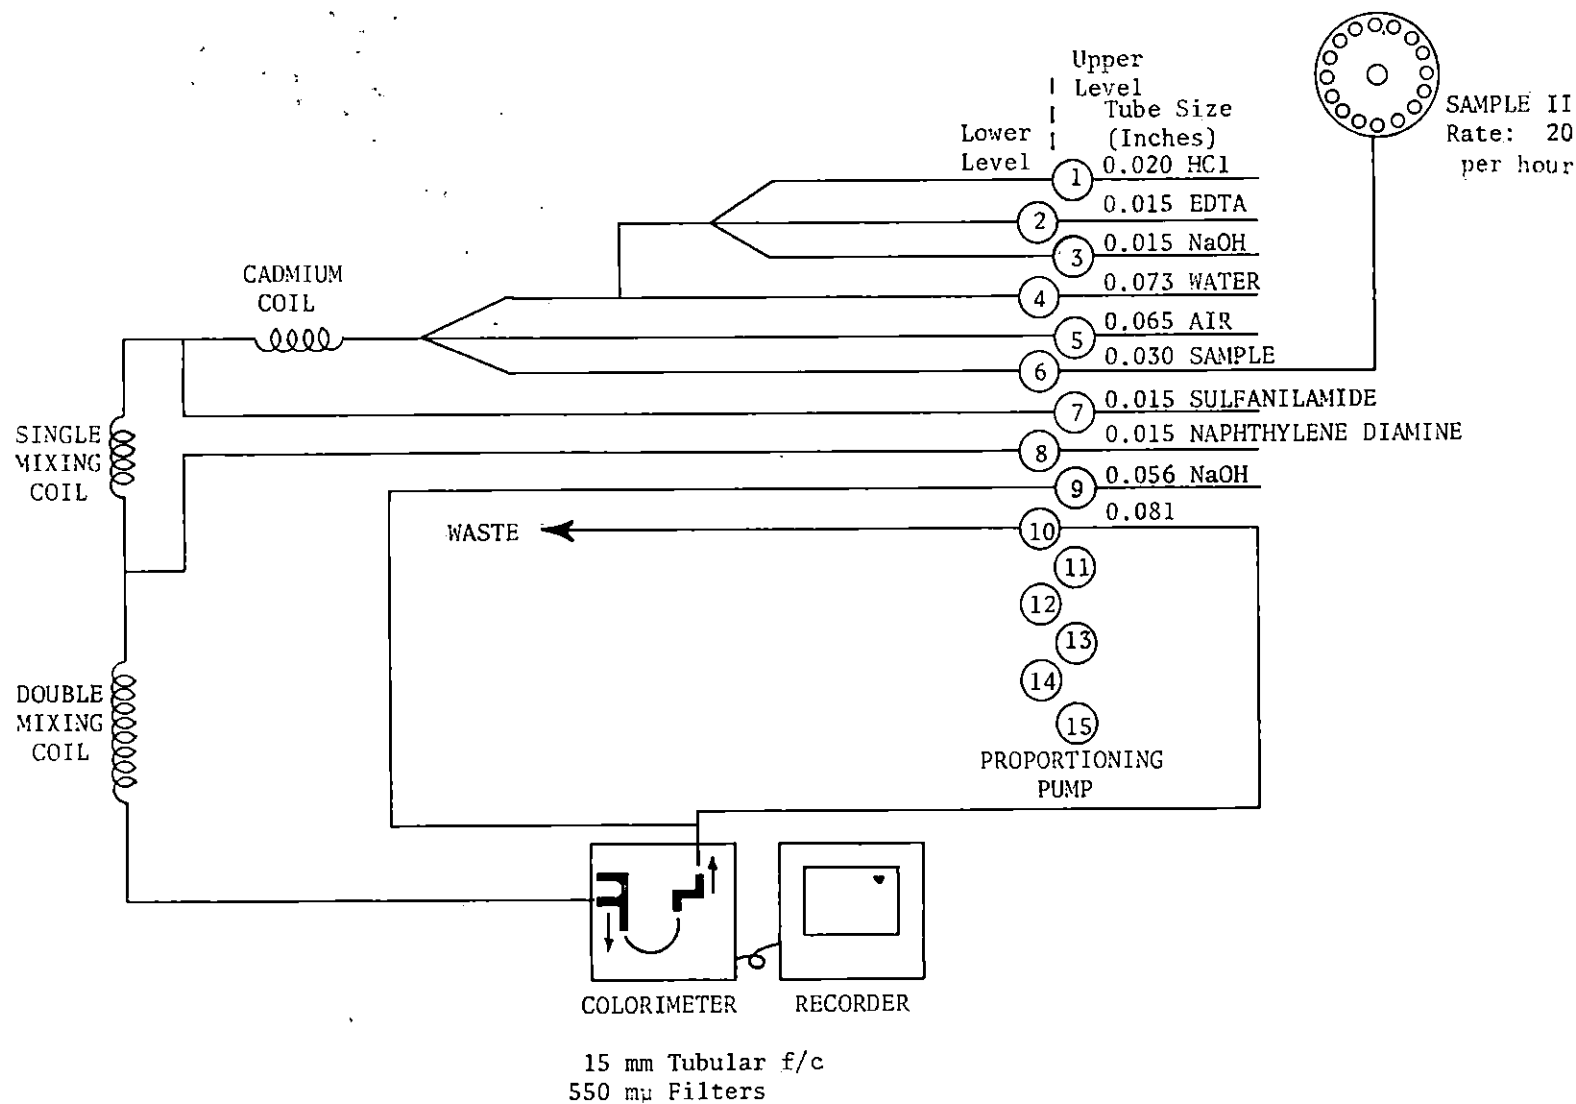 Upper
Level
Tube Size
(Inches)
Lower
Level
SAMPLE II
Rate: 20
per hour
1 0.020 HCl
2 0.015 EDTA
3 0.015 NaOH
4 0.073 WATER
5 0.065 AIR
6 0.030 SAMPLE
7 0.015 SULFANILAMIDE
8 0.015 NAPHTHYLENE DIAMINE
9 0.056 NaOH
10 0.081
11
12
13
14
15
PROPORTIONING
PUMP
WASTE
CADMIUM
COIL
SINGLE
MIXING
COIL
DOUBLE
MIXING
COIL
COLORIMETER
RECORDER
15 mm Tubular f/c
550 mμ Filters